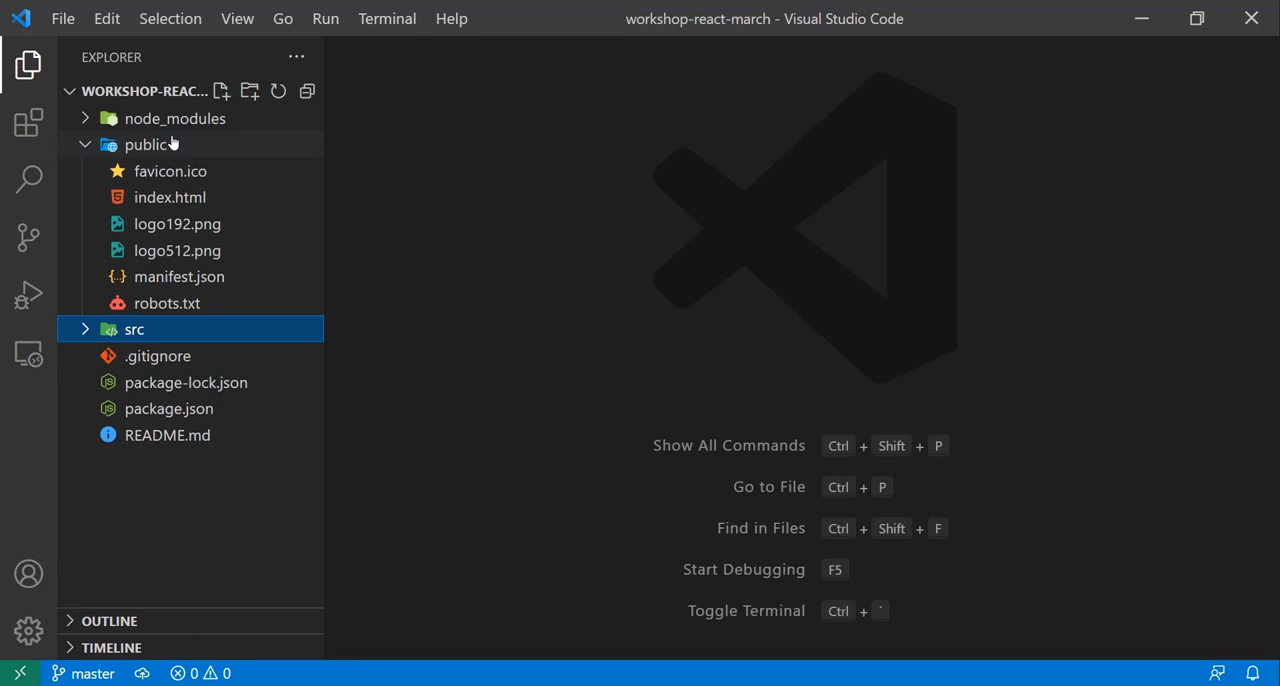 File Edit Selection View Go Run Terminal Help workshop-react-march - Visual Studio Code
EXPLORER
WORKSHOP-REAC...
node_modules
public
favicon.ico
index.html
logo192.png
logo512.png
manifest.json
robots.txt
src
.gitignore
package-lock.json
package.json
README.md
Show All Commands Ctrl + Shift + P
Go to File Ctrl + P
Find in Files Ctrl + Shift + F
Start Debugging F5
Toggle Terminal Ctrl + `
OUTLINE
TIMELINE
master 0 0